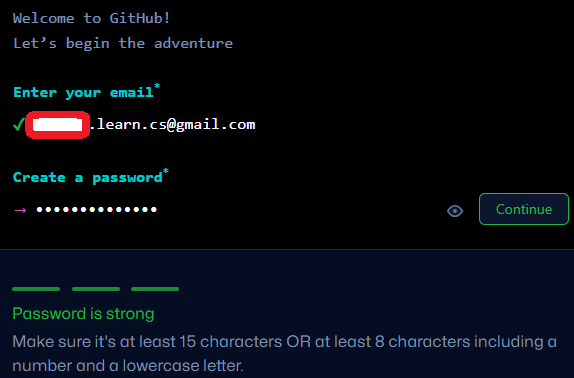 Welcome to GitHub!
Let’s begin the adventure
Enter your email*
✓ .learn.cs@gmail.com
Create a password*
→ ••••••••••••••
Continue
Password is strong
Make sure it's at least 15 characters OR at least 8 characters including a
number and a lowercase letter.